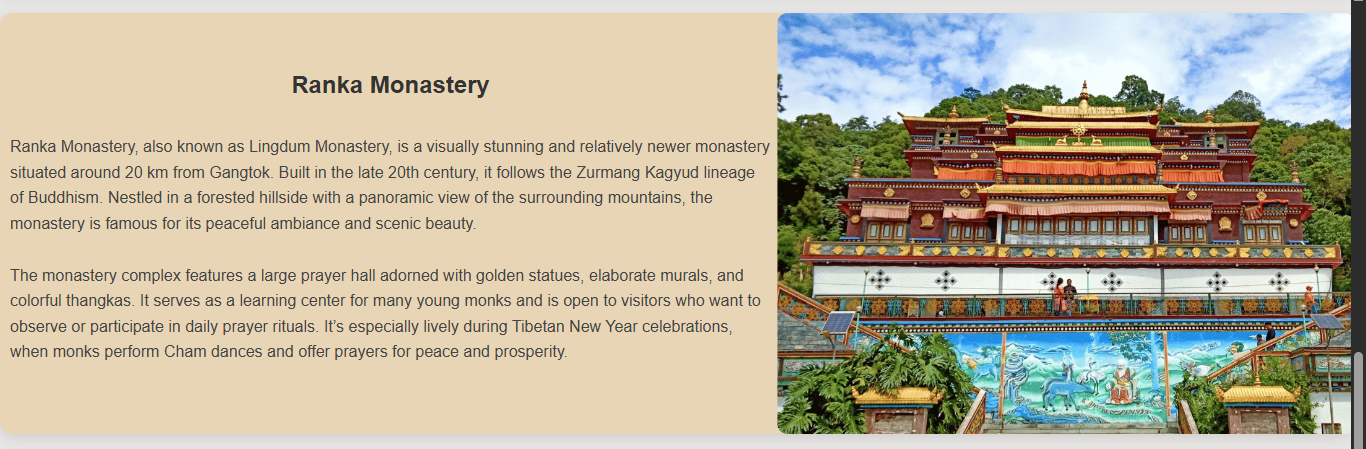 Ranka Monastery
Ranka Monastery, also known as Lingdum Monastery, is a visually stunning and relatively newer monastery
situated around 20 km from Gangtok. Built in the late 20th century, it follows the Zurmang Kagyud lineage
of Buddhism. Nestled in a forested hillside with a panoramic view of the surrounding mountains, the
monastery is famous for its peaceful ambiance and scenic beauty.
The monastery complex features a large prayer hall adorned with golden statues, elaborate murals, and
colorful thangkas. It serves as a learning center for many young monks and is open to visitors who want to
observe or participate in daily prayer rituals. It’s especially lively during Tibetan New Year celebrations,
when monks perform Cham dances and offer prayers for peace and prosperity.